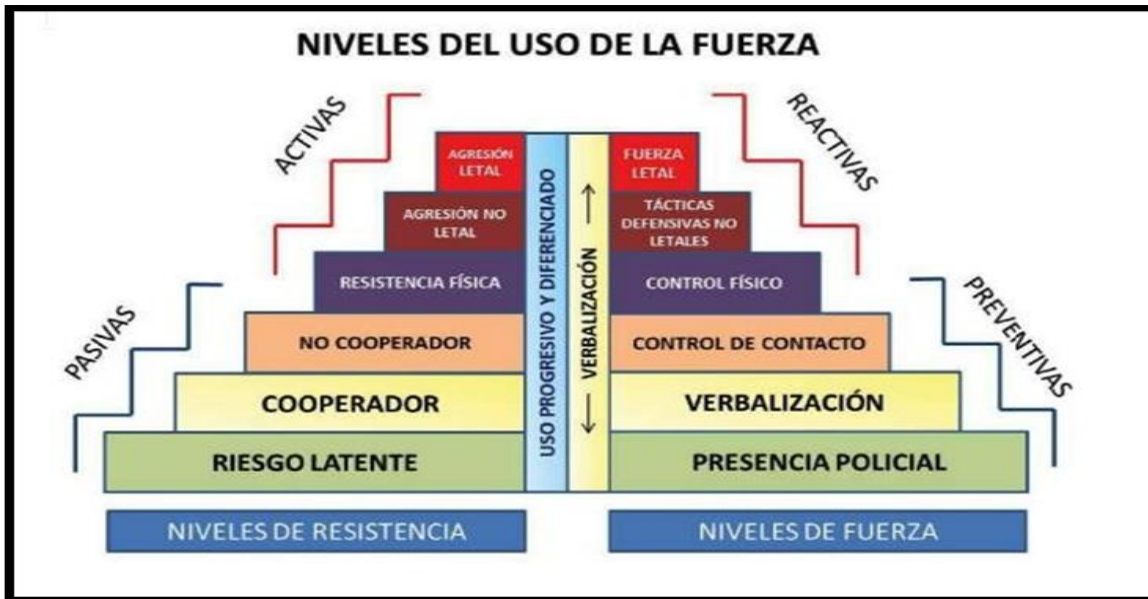 NIVELES DEL USO DE LA FUERZA
ACTIVAS
REACTIVAS
AGRESIÓN
LETAL
FUERZA
LETAL
AGRESIÓN NO
LETAL
TÁCTICAS
DEFENSIVAS NO
LETALES
RESISTENCIA FÍSICA
CONTROL FÍSICO
PASIVAS
PREVENTIVAS
NO COOPERADOR
CONTROL DE CONTACTO
COOPERADOR
VERBALIZACIÓN
RIESGO LATENTE
PRESENCIA POLICIAL
USO PROGRESIVO Y DIFERENCIADO
← VERBALIZACIÓN →
NIVELES DE RESISTENCIA
NIVELES DE FUERZA